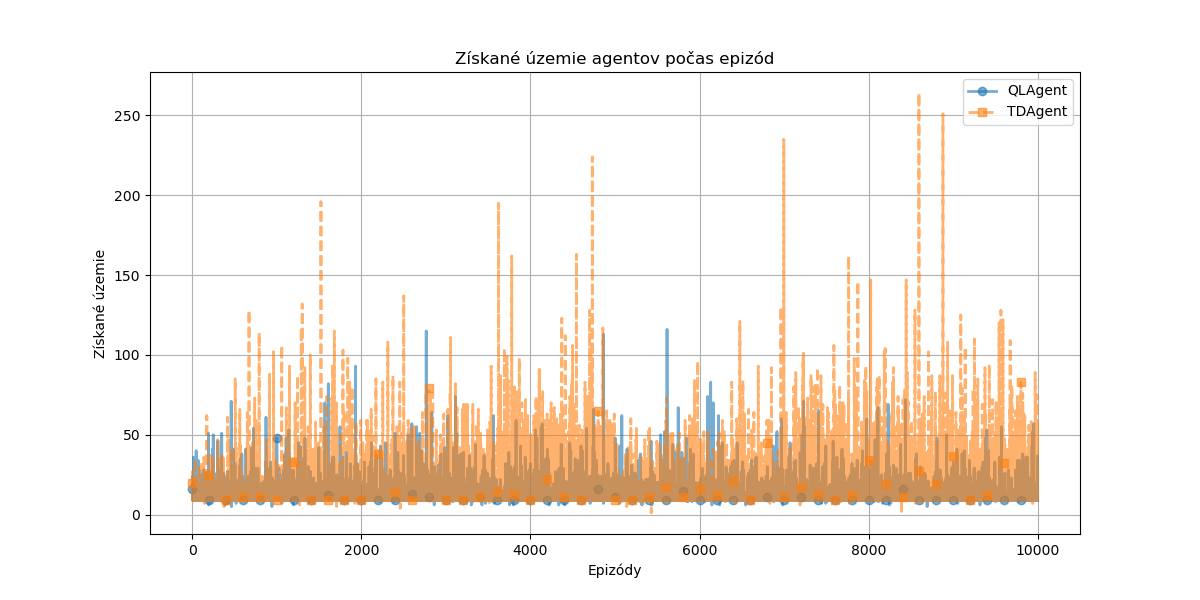 Získané územie agentov počas epizód
QLAgent
TDAgent
Získané územie
250
200
150
100
50
0
0
2000
4000
6000
8000
10000
Epizódy